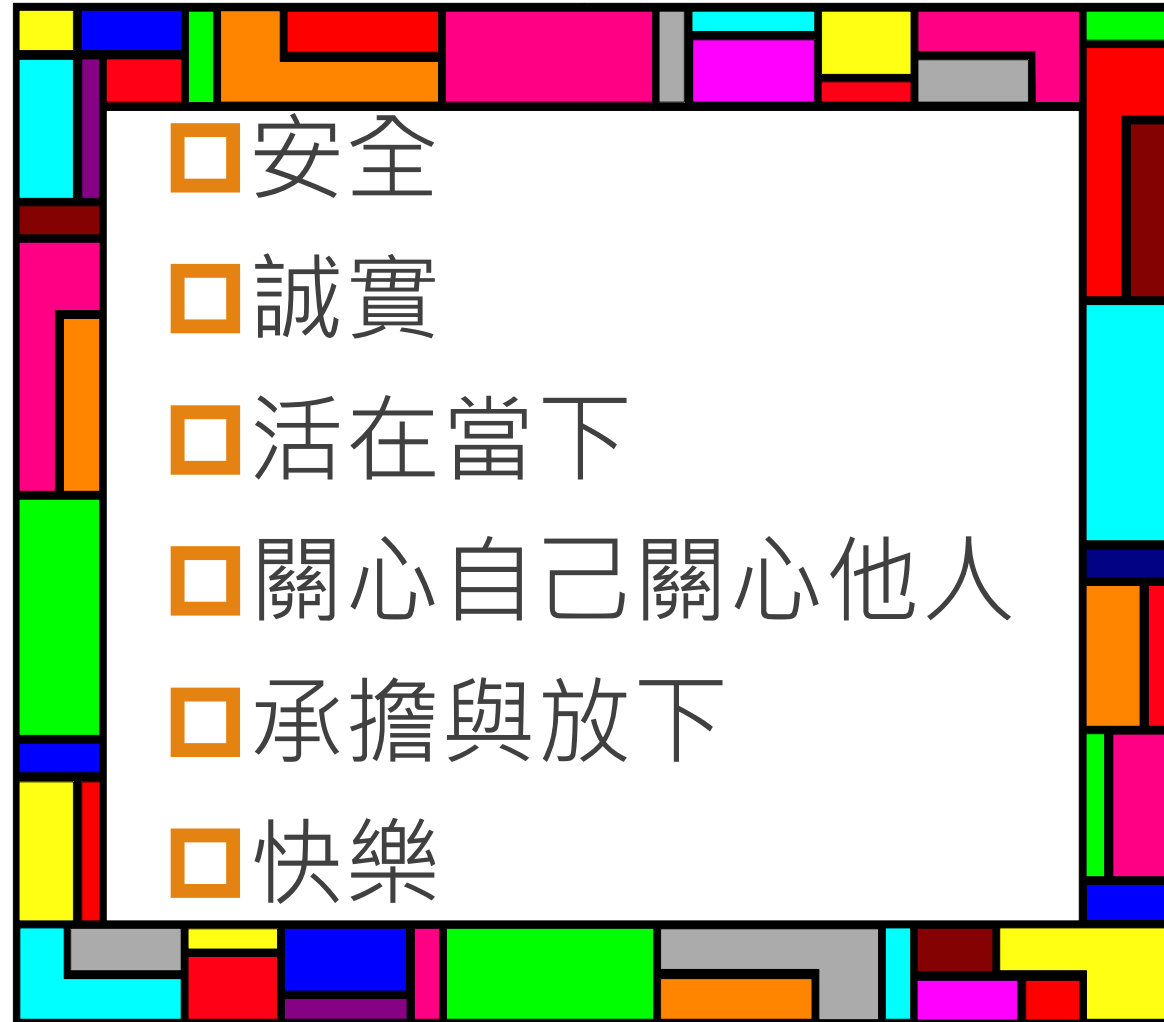 安全
誠實
活在當下
關心自己關心他人
承擔與放下
快樂